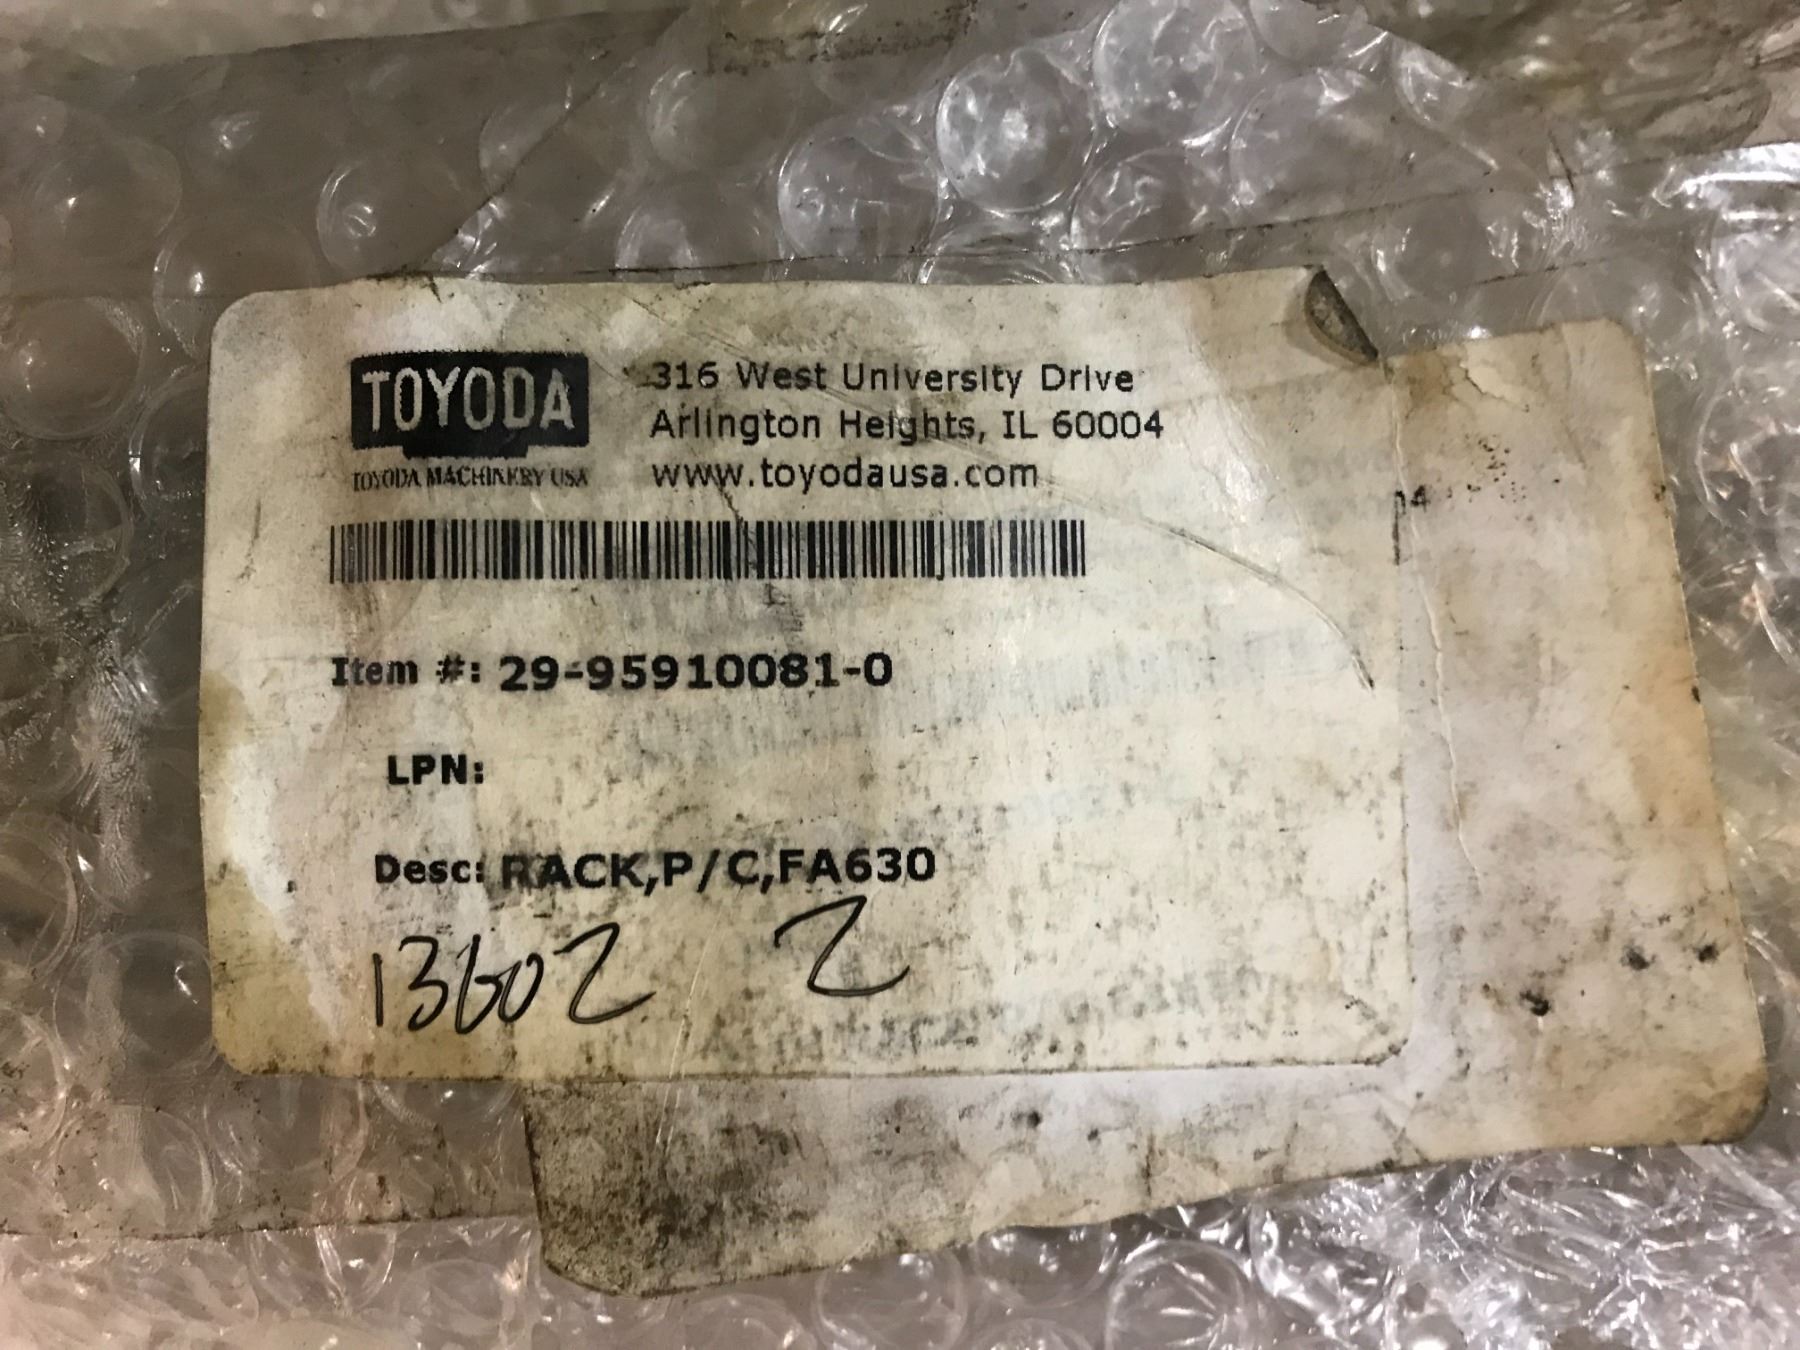 TOYODA
TOYODA MACHINERY USA
316 West University Drive
Arlington Heights, IL 60004
www.toyodausa.com
Item #: 29-95910081-0
LPN:
Desc: RACK,P/C,FA630
13602 2
04